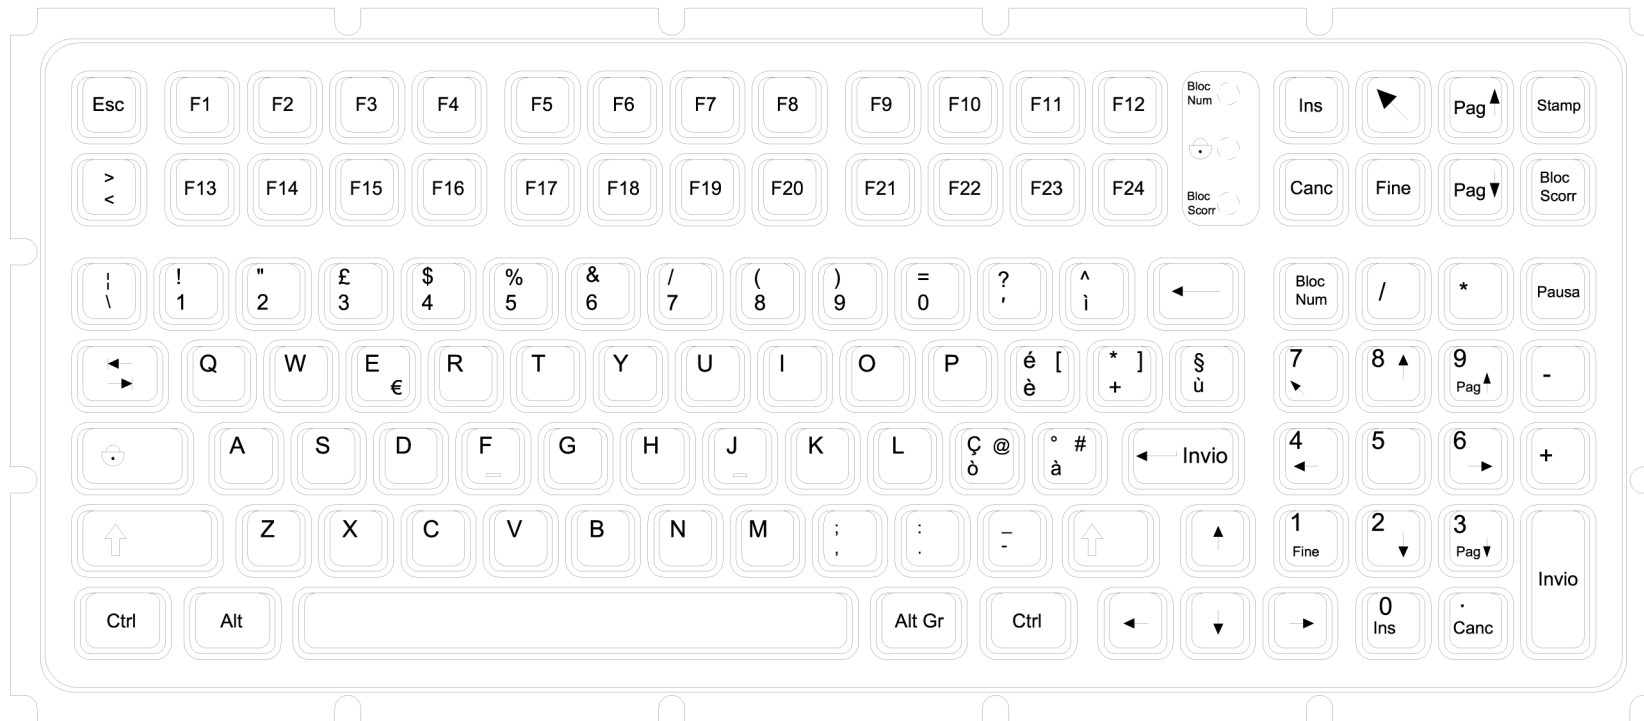 Esc F1 F2 F3 F4 F5 F6 F7 F8 F9 F10 F11 F12 Bloc Num Ins Pag Stamp
> < F13 F14 F15 F16 F17 F18 F19 F20 F21 F22 F23 F24 Bloc Scorr Canc Fine Pag Bloc Scorr
¦ ! " £ $ % & / ( ) = ? ^
\ 1 2 3 4 5 6 7 8 9 0 ' ì
Bloc Num / * Pausa
Q W E € R T Y U I O P é [ è * ] + § ù 7 8 9 Pag -
A S D F G H J K L Ç @ ò ° # à Invio 4 5 6 +
Z X C V B N M ; , : . _ - 1 Fine 2 3 Pag Invio
Ctrl Alt Alt Gr Ctrl 0 Ins . Canc